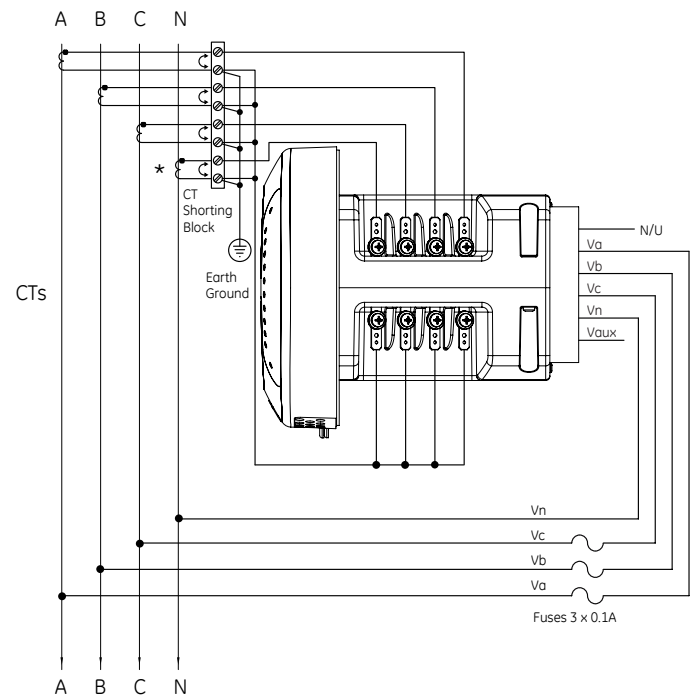 A B C N
*
CT
Shorting
Block
Earth
Ground
CTs
N/U
Va
Vb
Vc
Vn
Vaux
Vn
Vc
Vb
Va
Fuses 3 x 0.1A
A B C N